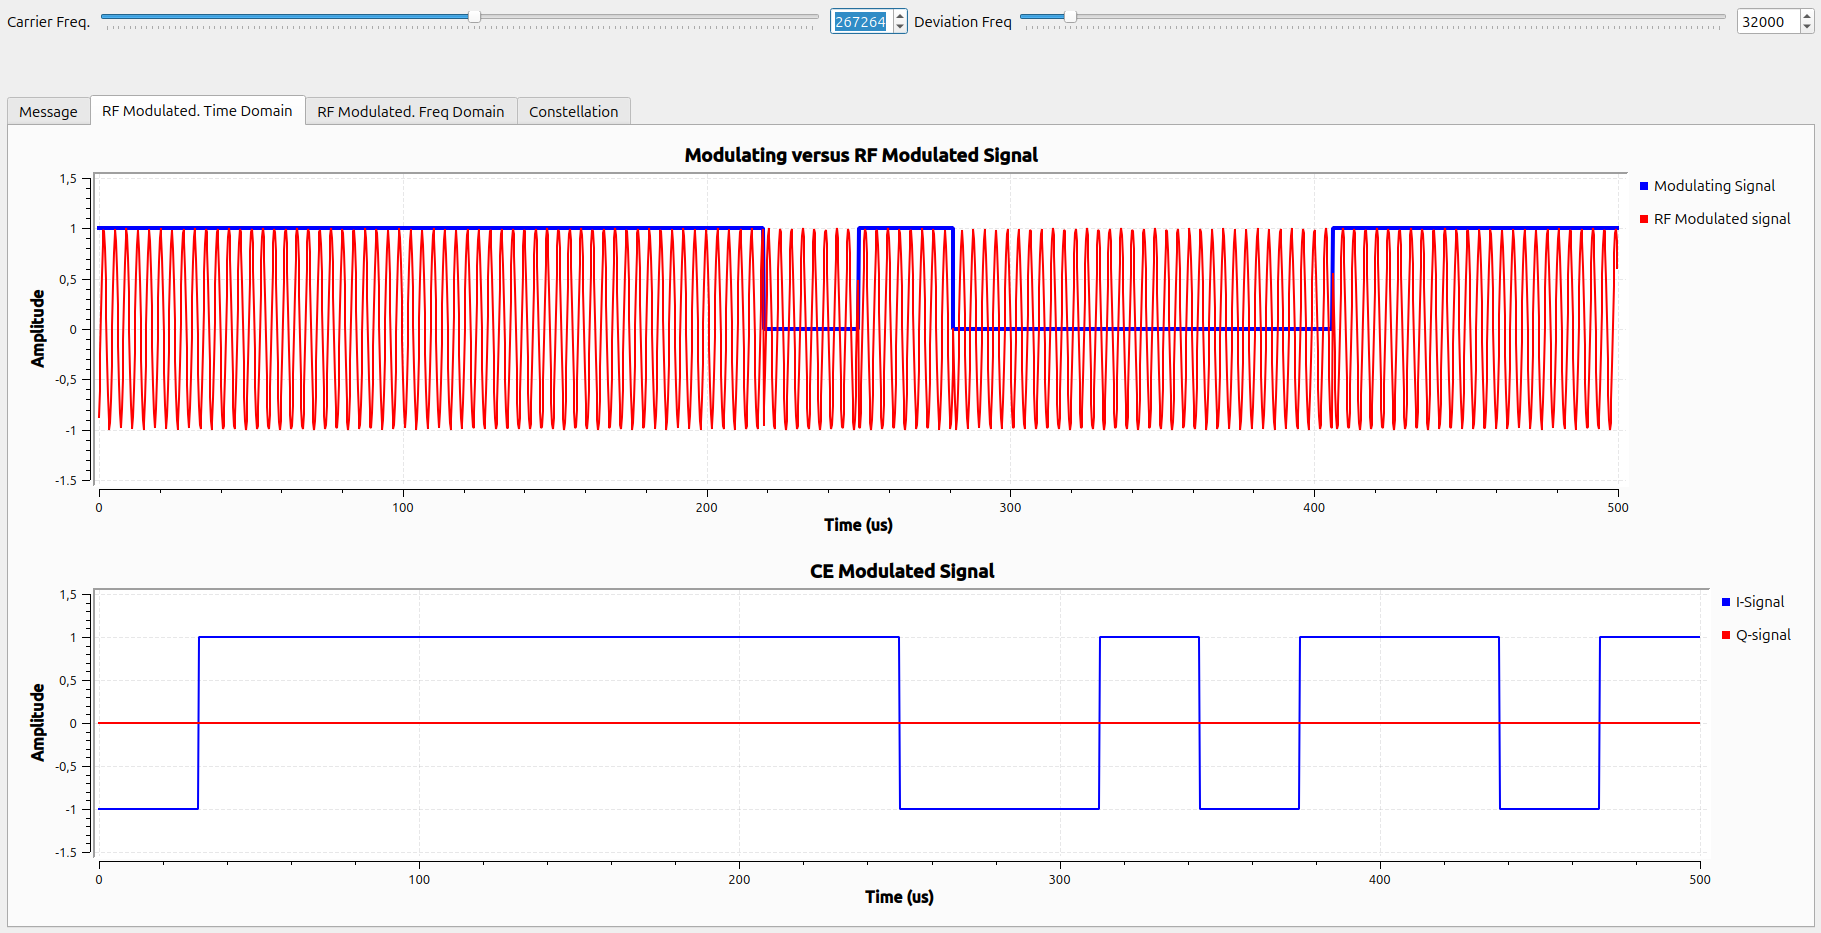 Carrier Freq. 267264 Deviation Freq 32000
Message RF Modulated. Time Domain RF Modulated. Freq Domain Constellation
Modulating versus RF Modulated Signal
Amplitude
1,5
1
0,5
0
-0,5
-1
-1.5
0 100 200 300 400 500
Time (us)
Modulating Signal
RF Modulated signal
CE Modulated Signal
Amplitude
1,5
1
0,5
0
-0,5
-1
-1.5
0 100 200 300 400 500
Time (us)
I-Signal
Q-signal